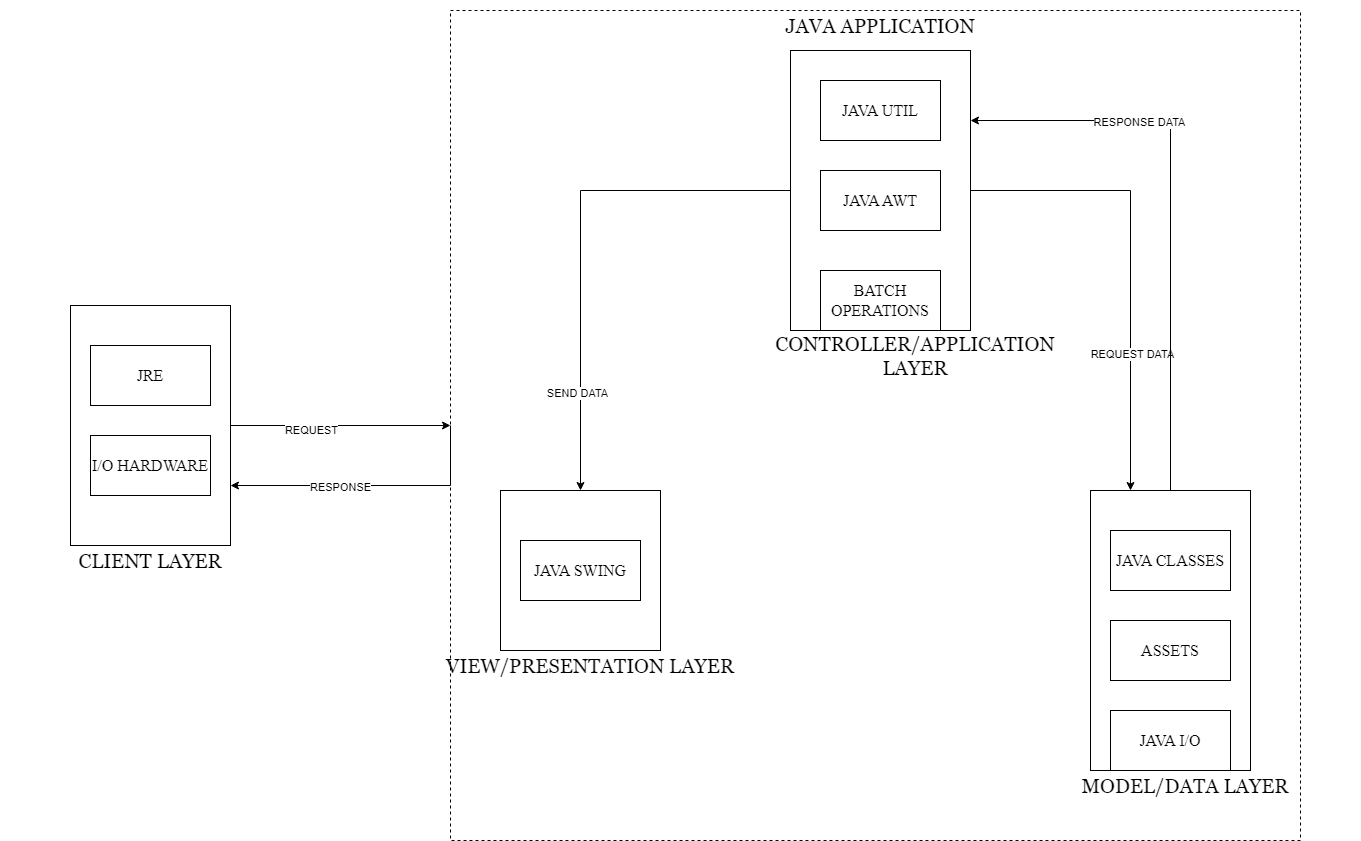 JAVA APPLICATION
JAVA UTIL
RESPONSE DATA
JAVA AWT
BATCH
OPERATIONS
CONTROLLER/APPLICATION
LAYER
REQUEST DATA
JRE
SEND DATA
REQUEST
I/O HARDWARE
RESPONSE
CLIENT LAYER
JAVA SWING
VIEW/PRESENTATION LAYER
JAVA CLASSES
ASSETS
JAVA I/O
MODEL/DATA LAYER